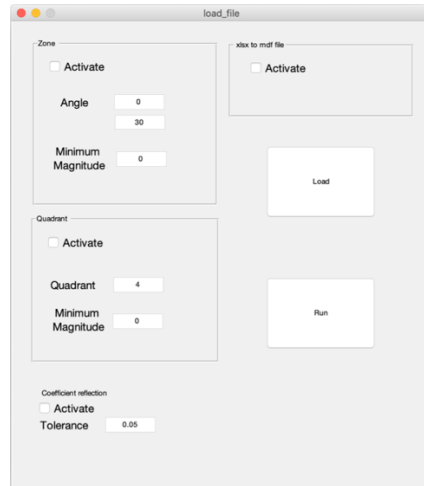 load_file
Zone
Activate
Angle 0
30
Minimum
Magnitude 0
xlsx to mdf file
Activate
Load
Quadrant
Activate
Quadrant 4
Minimum
Magnitude 0
Run
Coefficient reflection
Activate
Tolerance 0.05